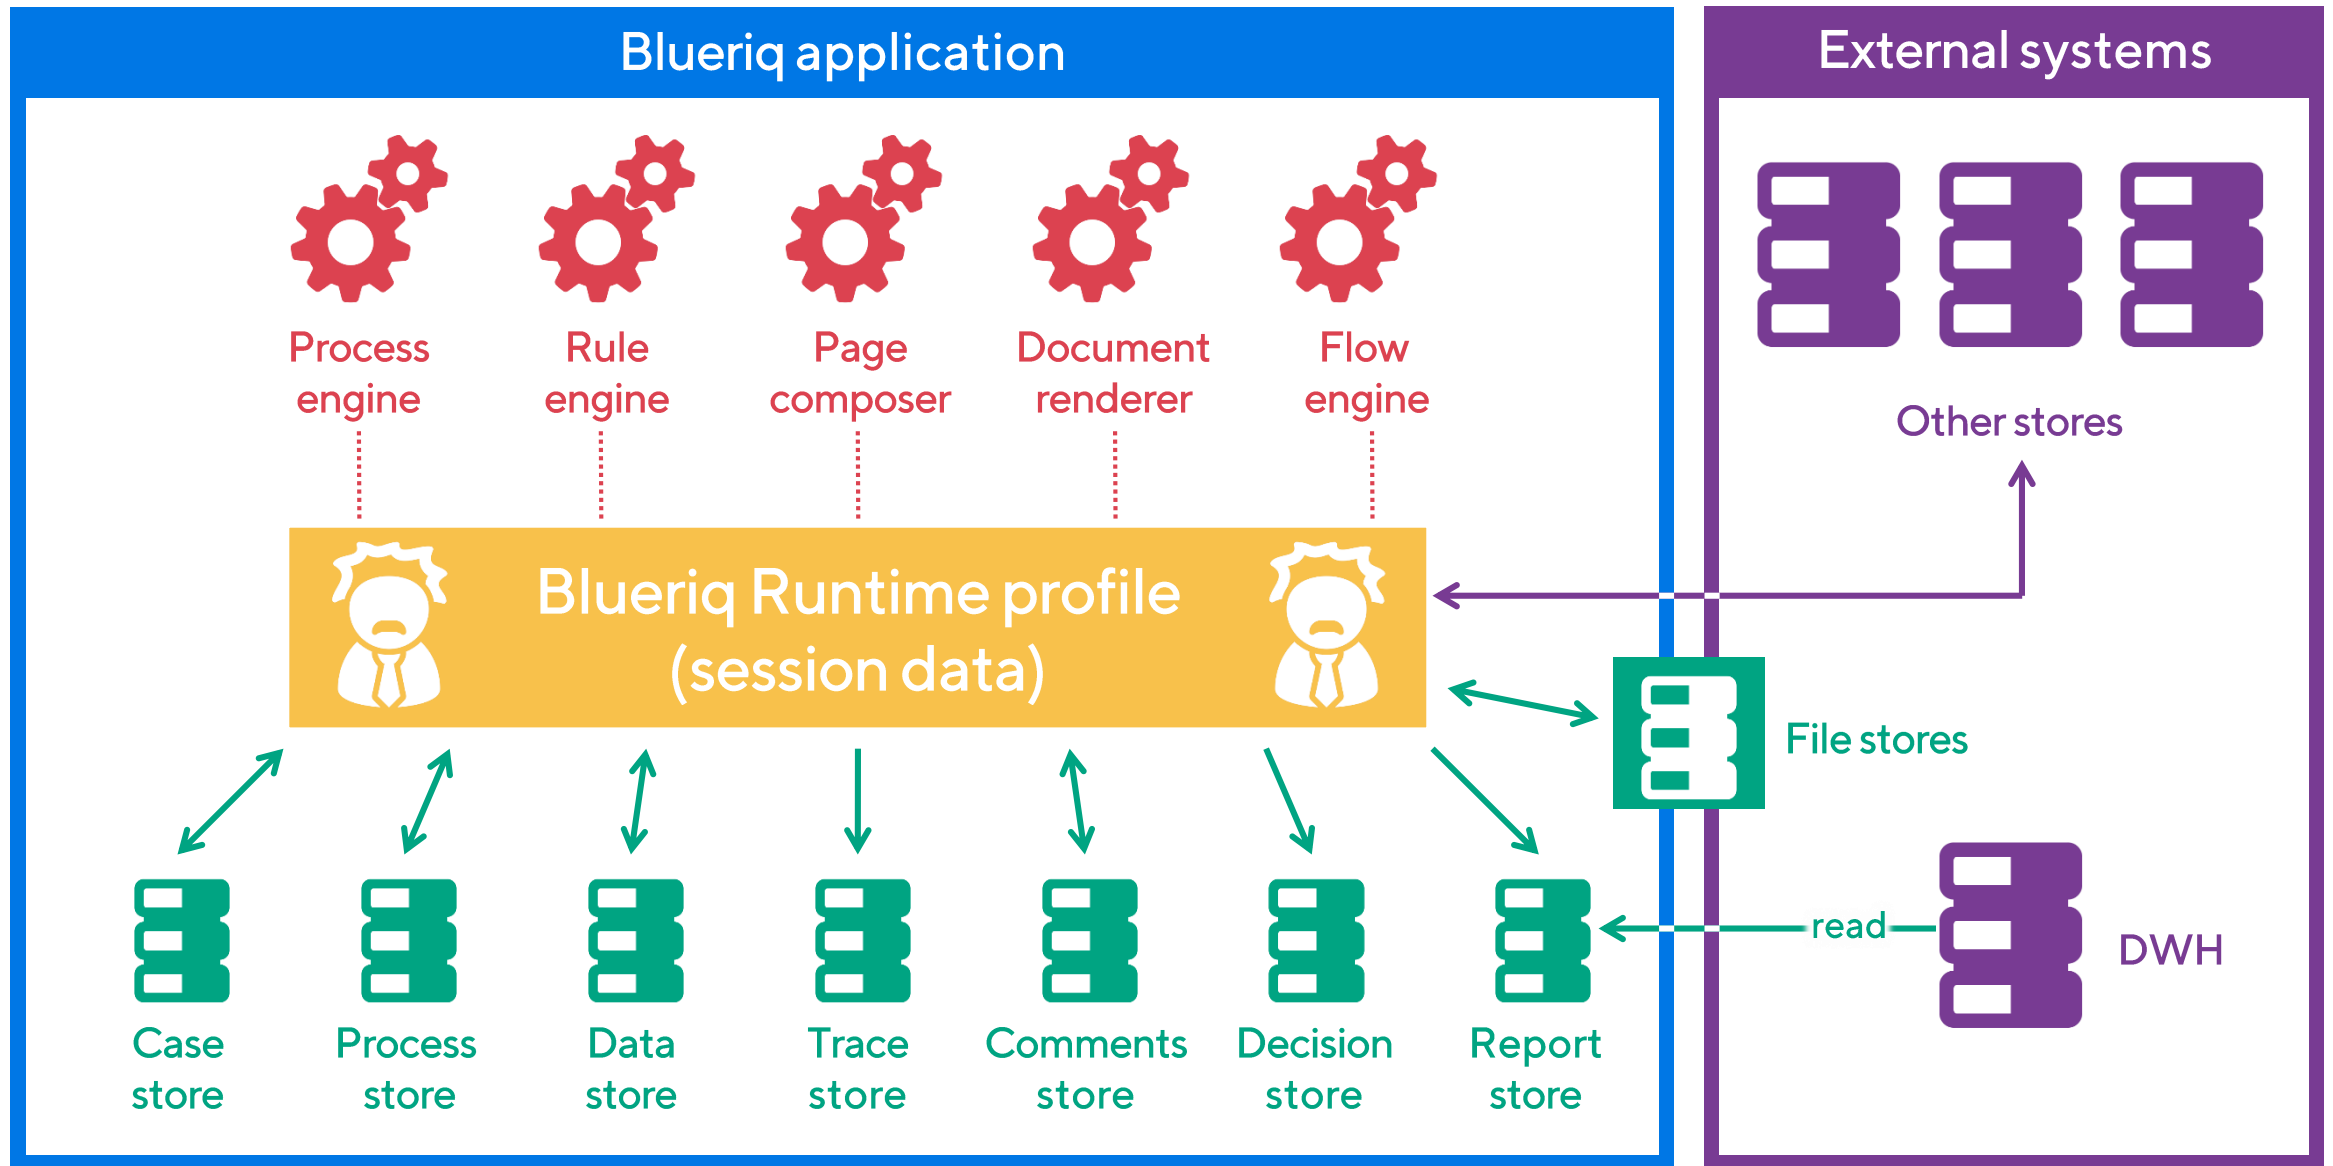 Blueriq application
External systems
Process
engine
Rule
engine
Page
composer
Document
renderer
Flow
engine
Other stores
Blueriq Runtime profile
(session data)
File stores
read
DWH
Case
store
Process
store
Data
store
Trace
store
Comments
store
Decision
store
Report
store